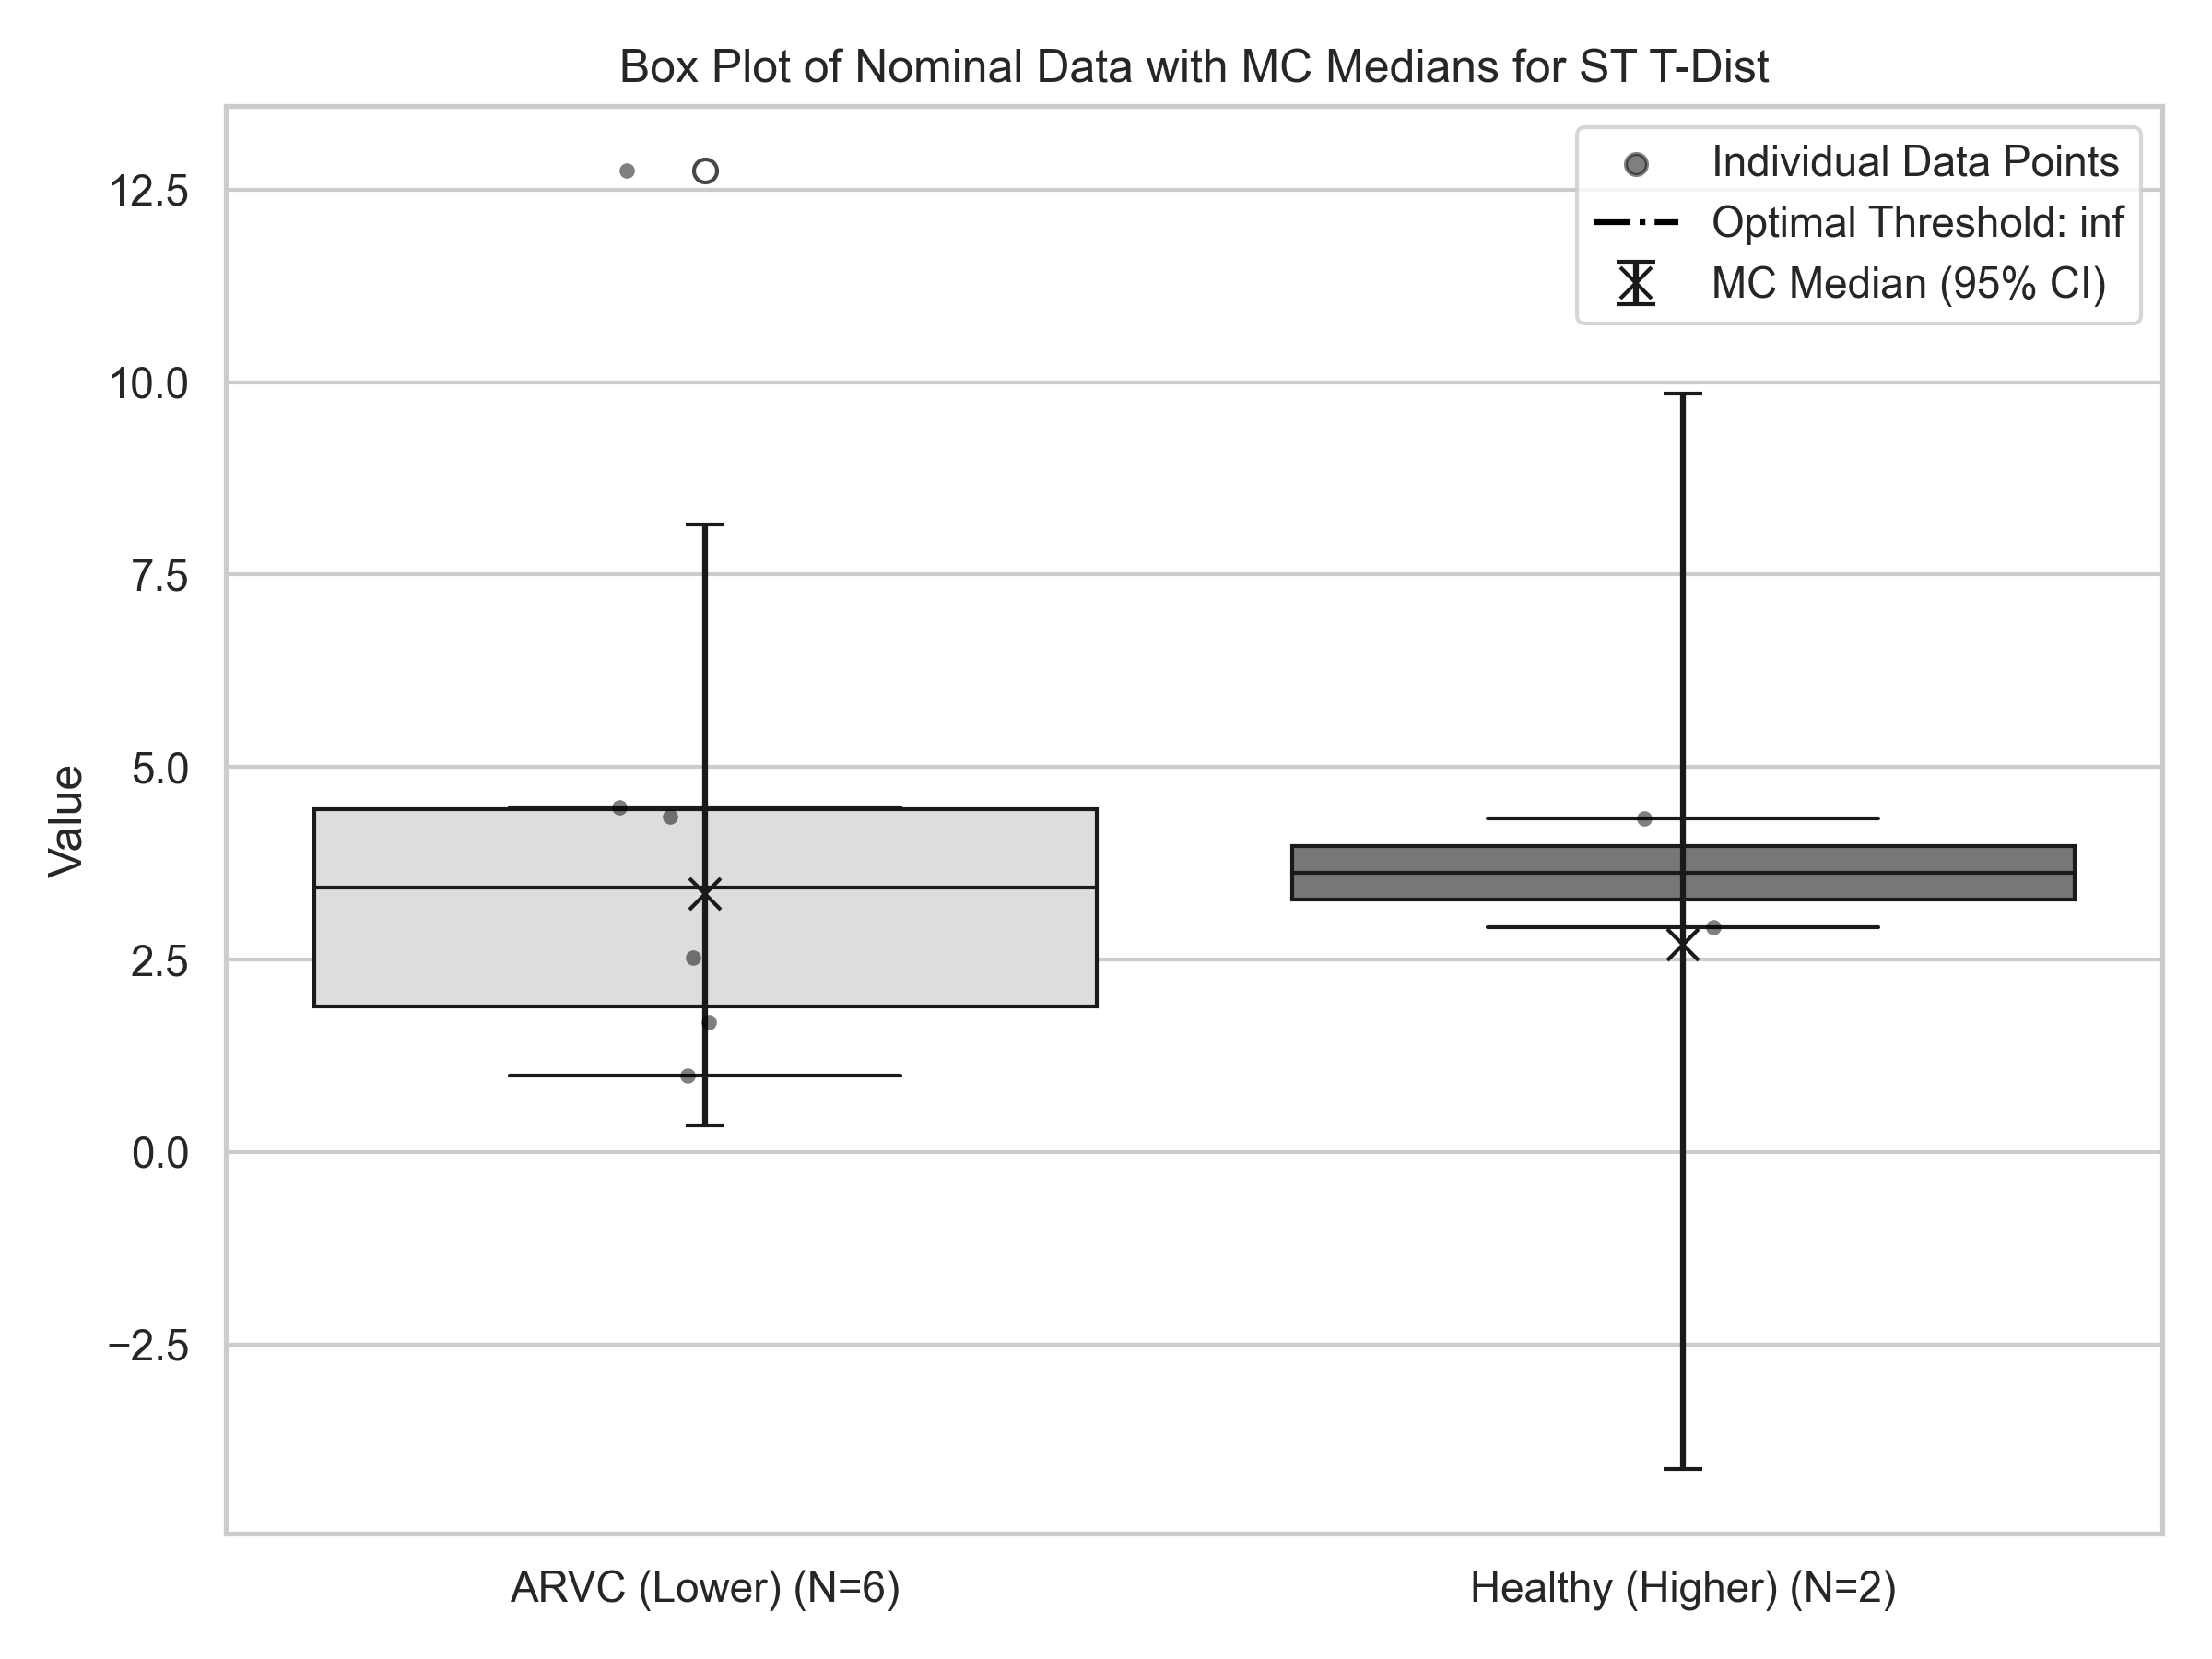 Box Plot of Nominal Data with MC Medians for ST T-Dist
Individual Data Points
Optimal Threshold: inf
MC Median (95% CI)
12.5
10.0
7.5
5.0
2.5
0.0
−2.5
Value
ARVC (Lower) (N=6)
Healthy (Higher) (N=2)